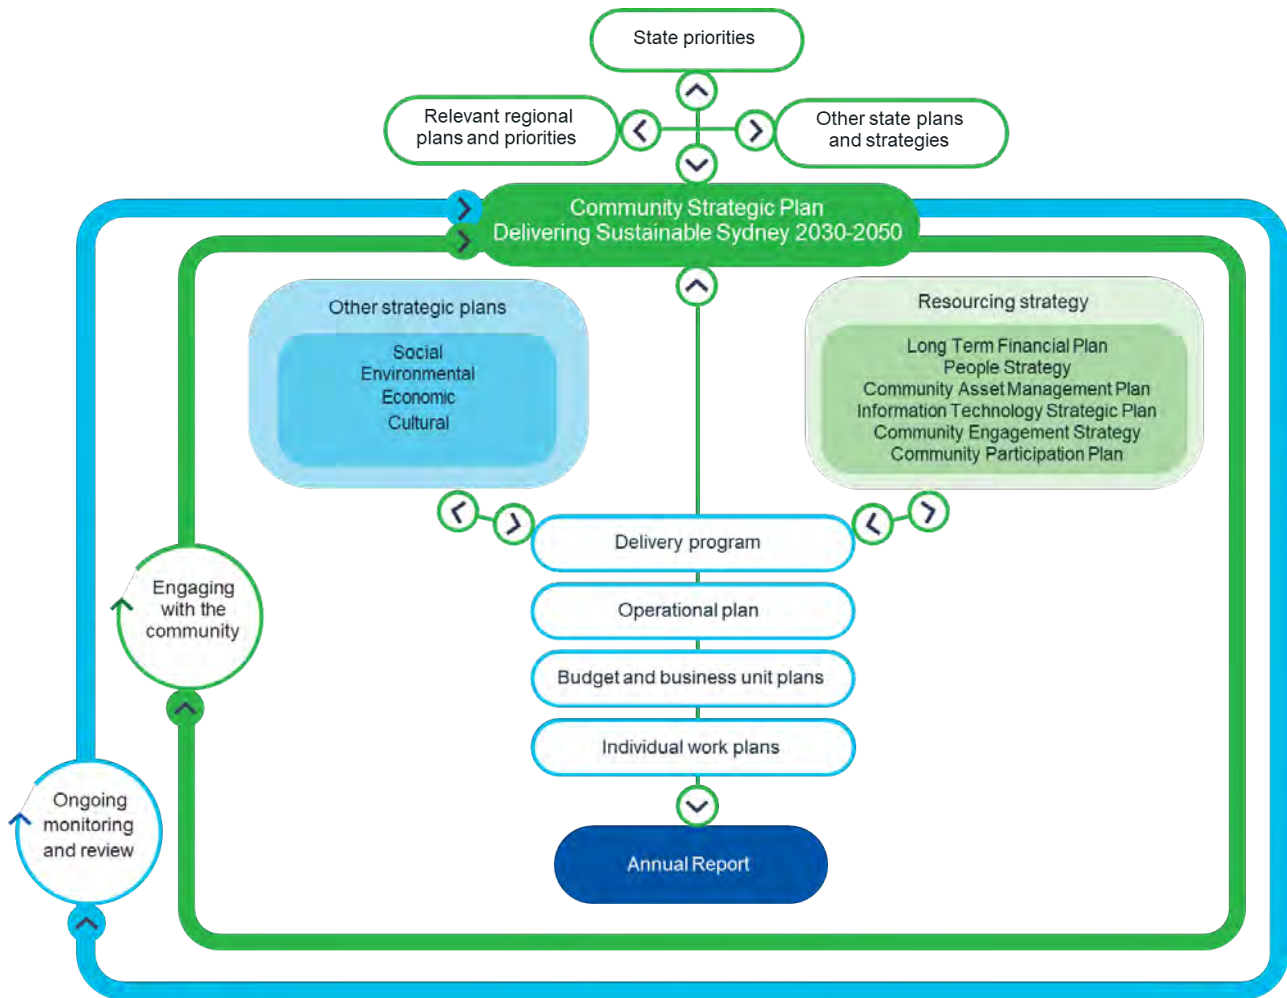 State priorities
Relevant regional
plans and priorities
Other state plans
and strategies
Community Strategic Plan
Delivering Sustainable Sydney 2030-2050
Other strategic plans
Social
Environmental
Economic
Cultural
Resourcing strategy
Long Term Financial Plan
People Strategy
Community Asset Management Plan
Information Technology Strategic Plan
Community Engagement Strategy
Community Participation Plan
Delivery program
Operational plan
Budget and business unit plans
Individual work plans
Annual Report
Engaging
with the
community
Ongoing
monitoring
and review